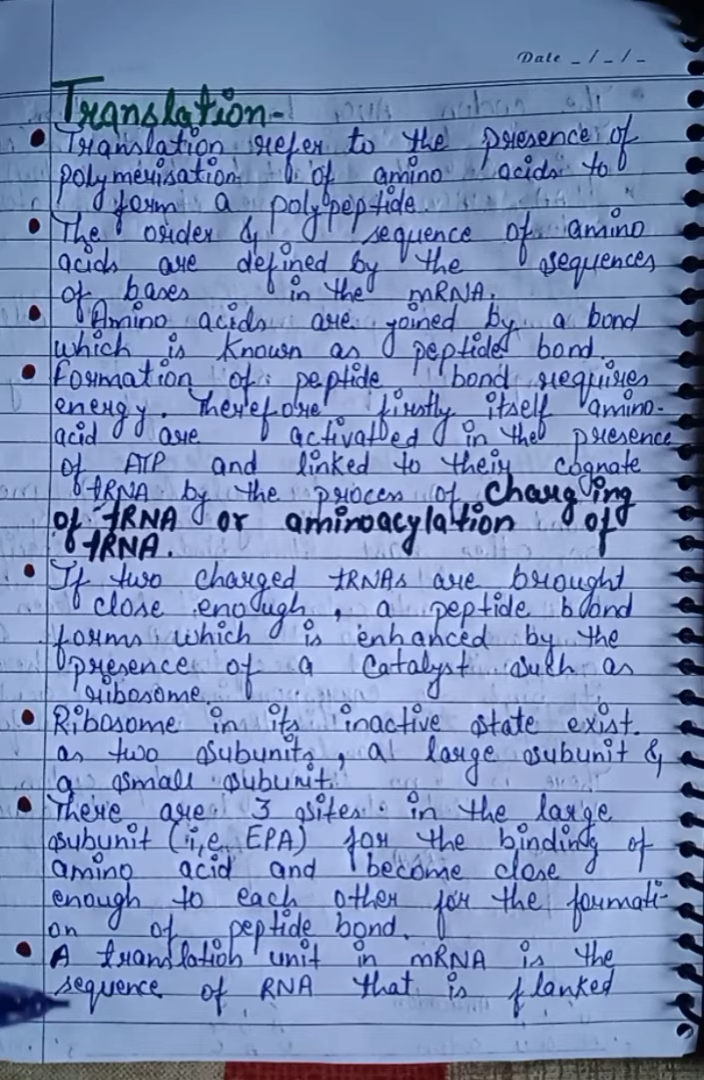 Date _/_/_
Translation-
Translation refer to the presence of
polymerisation of amino acids to
form a polypeptide.
The order & sequence of amino
acids are defined by the sequences
of bases in the mRNA.
Amino acids are joined by a bond
which is known as peptide bond.
Formation of peptide bond requires
energy. Therefore firstly itself amino-
acid are activated in the presence
of ATP and linked to their cognate
tRNA by the process of charging
of tRNA or aminoacylation of
tRNA.
If two charged tRNAs are brought
close enough, a peptide bond
forms which is enhanced by the
presence of a catalyst such as
ribosome.
Ribosome in its inactive state exist.
as two subunits, a large subunit &
a small subunit.
There are 3 sites in the large
subunit (i,e EPA) for the binding of
amino acid and become close
enough to each other for the formati-
on of peptide bond.
A translation unit in mRNA is the
sequence of RNA that is flanked